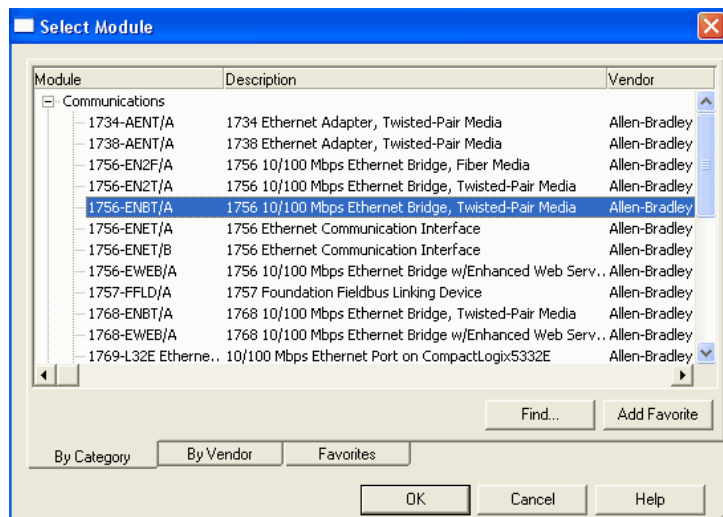 Select Module
Module Description Vendor
Communications
1734-AENT/A 1734 Ethernet Adapter, Twisted-Pair Media Allen-Bradley
1738-AENT/A 1738 Ethernet Adapter, Twisted-Pair Media Allen-Bradley
1756-EN2F/A 1756 10/100 Mbps Ethernet Bridge, Fiber Media Allen-Bradley
1756-EN2T/A 1756 10/100 Mbps Ethernet Bridge, Twisted-Pair Media Allen-Bradley
1756-ENBT/A 1756 10/100 Mbps Ethernet Bridge, Twisted-Pair Media Allen-Bradley
1756-ENET/A 1756 Ethernet Communication Interface Allen-Bradley
1756-ENET/B 1756 Ethernet Communication Interface Allen-Bradley
1756-EWEB/A 1756 10/100 Mbps Ethernet Bridge w/Enhanced Web Serv.. Allen-Bradley
1757-FFLD/A 1757 Foundation Fieldbus Linking Device Allen-Bradley
1768-ENBT/A 1768 10/100 Mbps Ethernet Bridge, Twisted-Pair Media Allen-Bradley
1768-EWEB/A 1768 10/100 Mbps Ethernet Bridge w/Enhanced Web Serv.. Allen-Bradley
1769-L32E Etherne.. 10/100 Mbps Ethernet Port on CompactLogix5332E Allen-Bradley
Find... Add Favorite
By Category By Vendor Favorites
OK Cancel Help